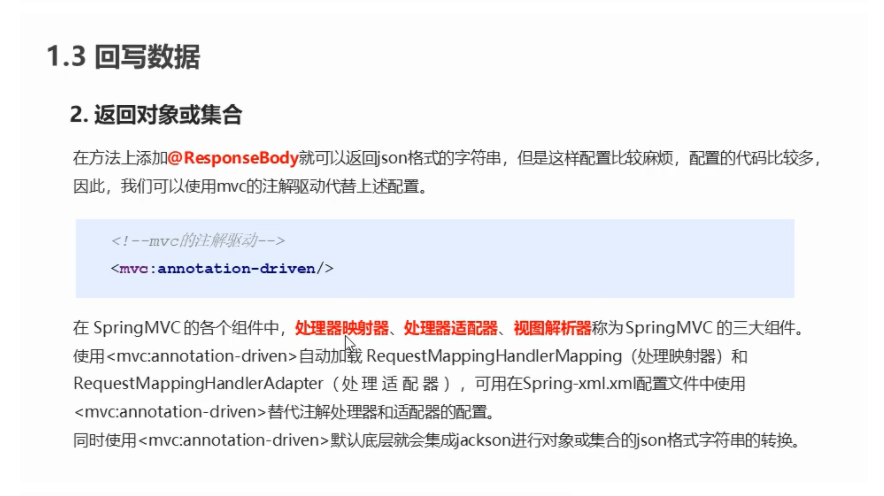 1.3 回写数据
2. 返回对象或集合
在方法上添加@ResponseBody就可以返回json格式的字符串，但是这样配置比较麻烦，配置的代码比较多，
因此，我们可以使用mvc的注解驱动代替上述配置。
<!--mvc的注解驱动-->
<mvc:annotation-driven/>
在 SpringMVC 的各个组件中，处理器映射器、处理器适配器、视图解析器称为 SpringMVC 的三大组件。
使用<mvc:annotation-driven>自动加载 RequestMappingHandlerMapping（处理映射器）和
RequestMappingHandlerAdapter（ 处 理 适 配 器 ），可用在Spring-xml.xml配置文件中使用
<mvc:annotation-driven>替代注解处理器和适配器的配置。
同时使用<mvc:annotation-driven>默认底层就会集成jackson进行对象或集合的json格式字符串的转换。